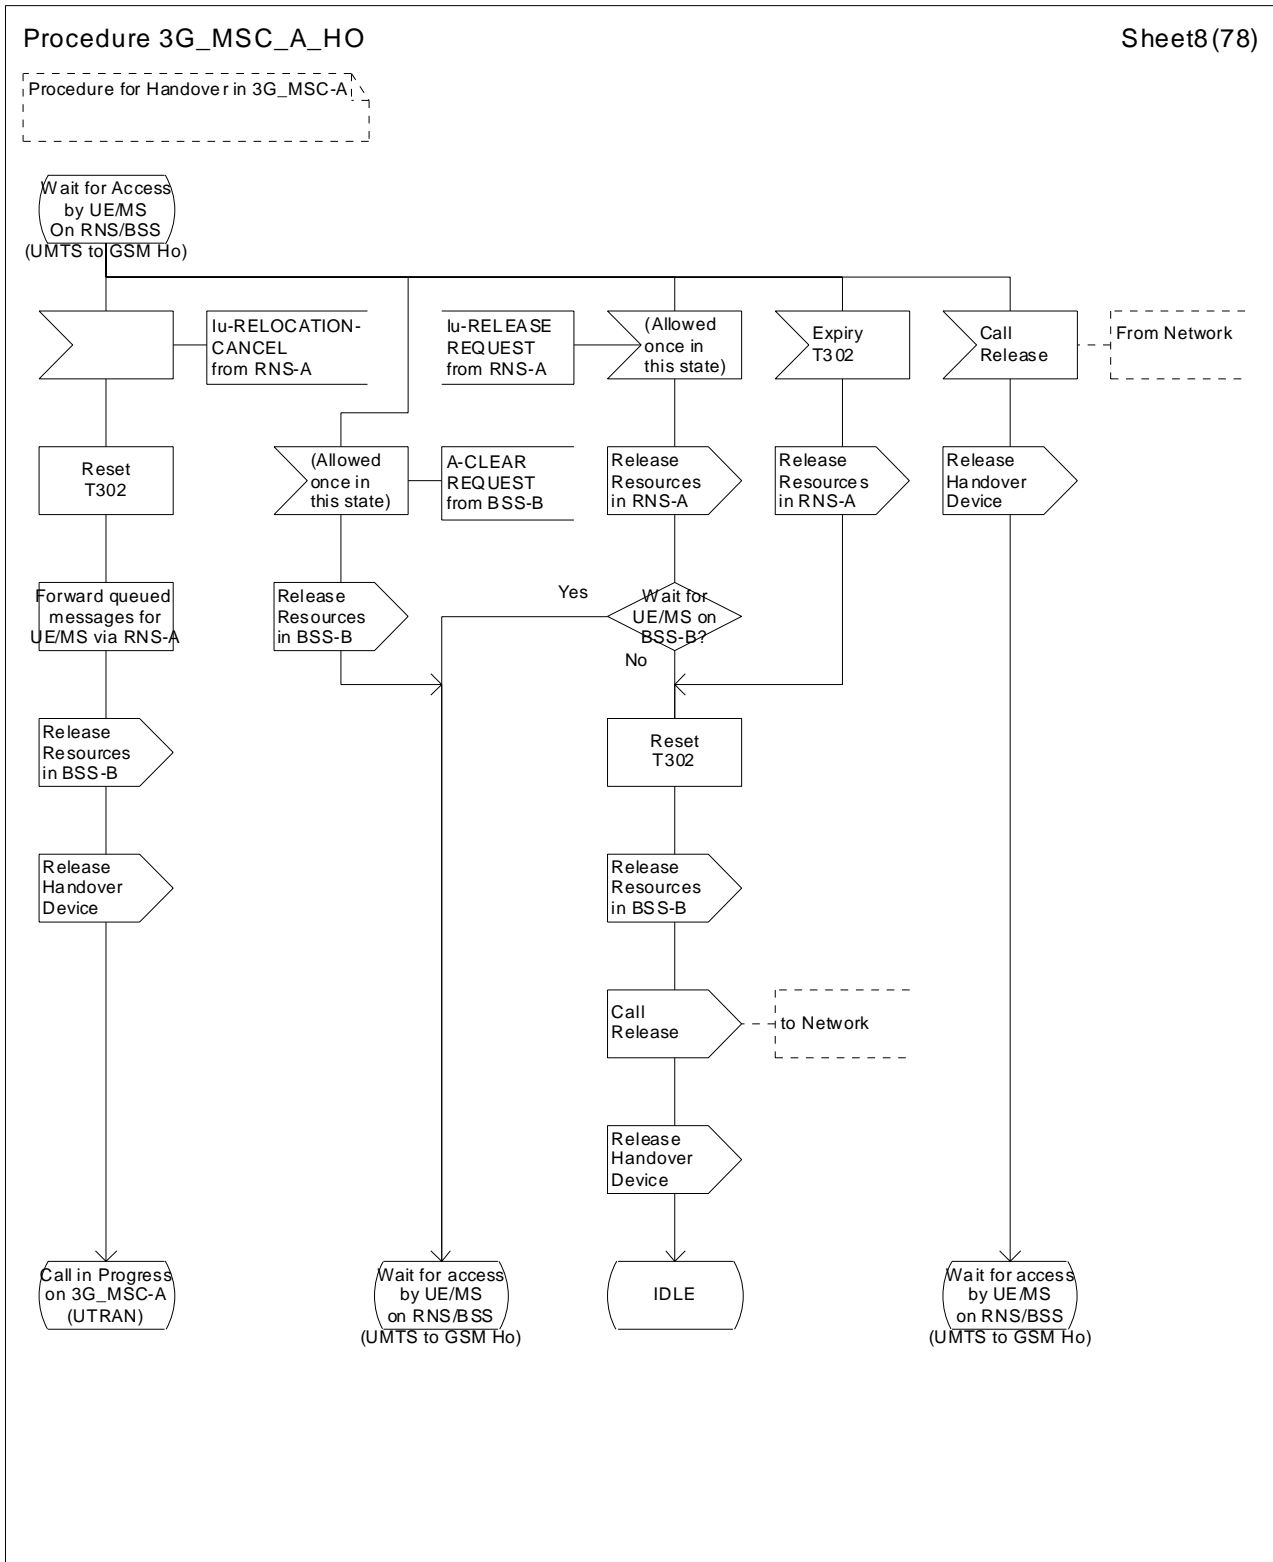 Procedure 3G_MSC_A_HO
Sheet8(78)
Procedure for Handover in 3G_MSC-A
Wait for Access
by UE/MS
On RNS/BSS
(UMTS to GSM Ho)
Iu-RELOCATION-
CANCEL
from RNS-A
Iu-RELEASE
REQUEST
from RNS-A
(Allowed
once in
this state)
Expiry
T302
Call
Release
From Network
Reset
T302
(Allowed
once in
this state)
A-CLEAR
REQUEST
from BSS-B
Release
Resources
in RNS-A
Release
Resources
in RNS-A
Release
Handover
Device
Forward queued
messages for
UE/MS via RNS-A
Release
Resources
in BSS-B
Yes
Wait for
UE/MS on
BSS-B?
No
Release
Resources
in BSS-B
Reset
T302
Release
Handover
Device
Release
Resources
in BSS-B
Call
Release
to Network
Release
Handover
Device
Call in Progress
on 3G_MSC-A
(UTRAN)
Wait for access
by UE/MS
on RNS/BSS
(UMTS to GSM Ho)
IDLE
Wait for access
by UE/MS
on RNS/BSS
(UMTS to GSM Ho)